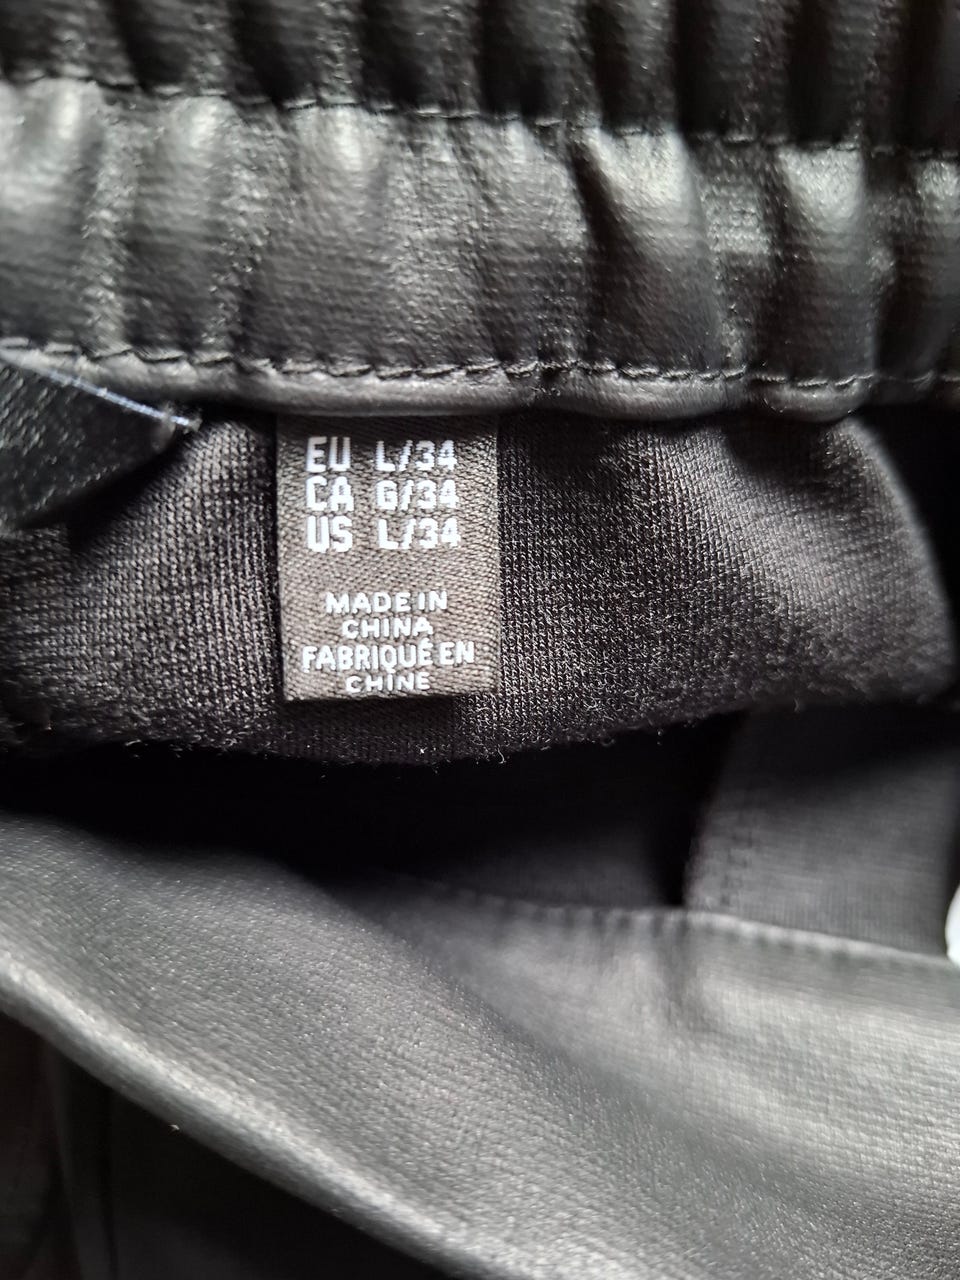 EU L/34
CA G/34
US L/34
MADE IN
CHINA
FABRIQUÉ EN
CHINE